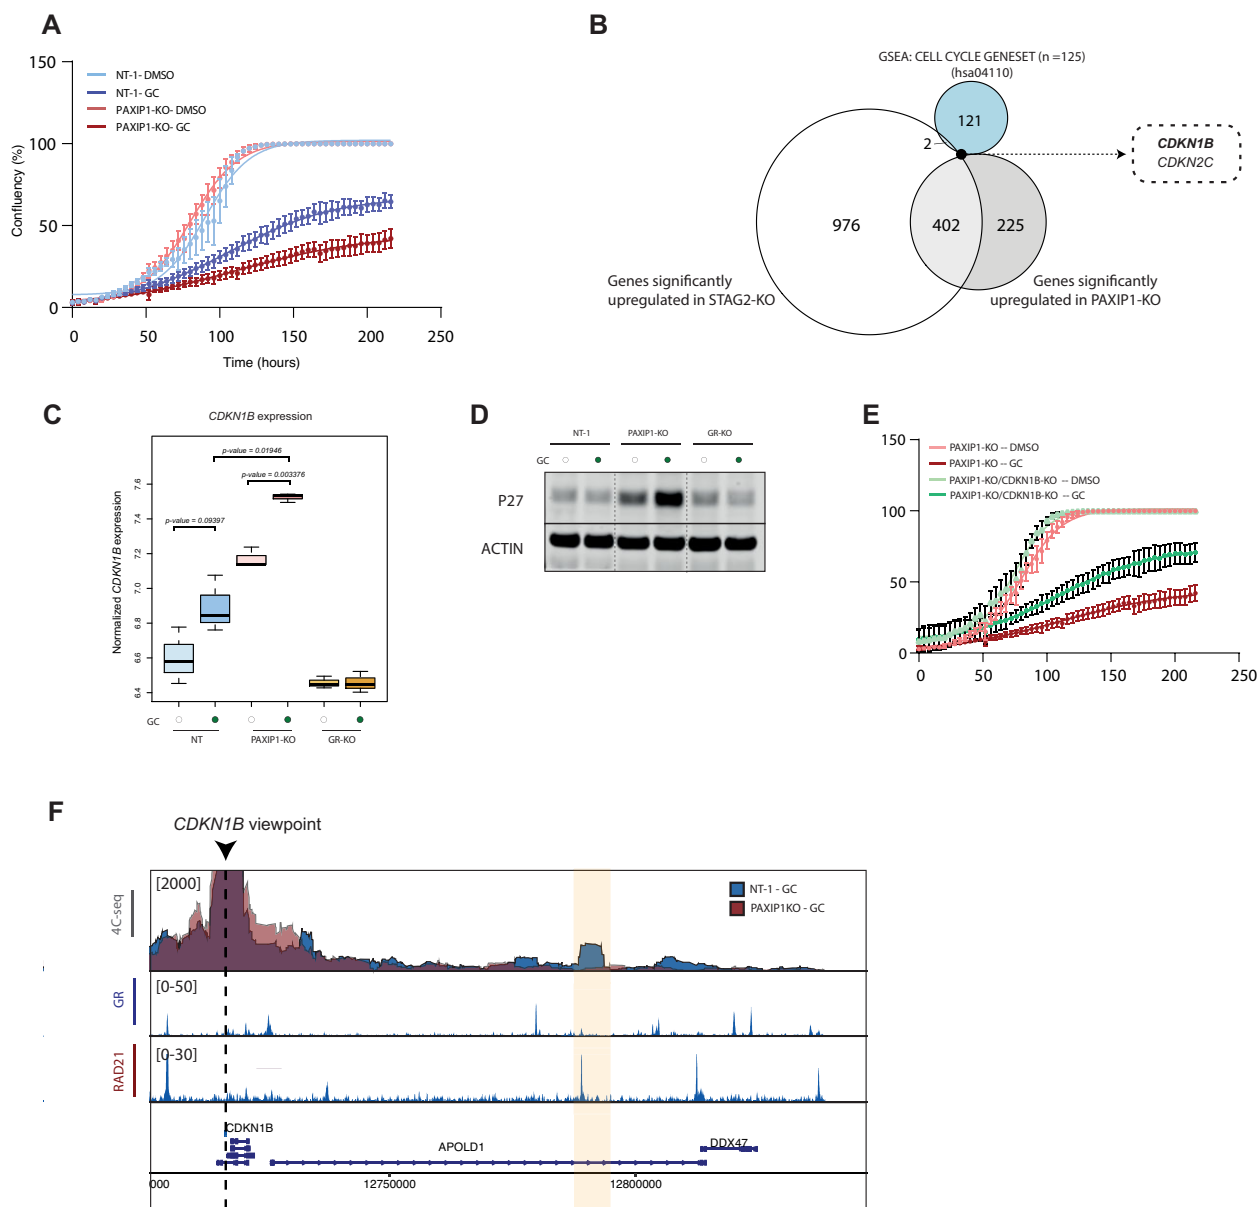 A
150
100
50
0
Confluency (%)
NT-1- DMSO
NT-1- GC
PAXIP1-KO- DMSO
PAXIP1-KO- GC
0 50 100 150 200 250
Time (hours)
B
GSEA: CELL CYCLE GENESET (n =125)
(hsa04110)
121
2
CDKN1B
CDKN2C
976
402
225
Genes significantly
upregulated in STAG2-KO
Genes significantly
upregulated in PAXIP1-KO
C
CDKN1B expression
Normalized CDKN1B expression
7.6
7.4
7.2
7.0
6.8
6.6
6.4
p-value = 0.01946
p-value = 0.003376
p-value = 0.09397
GC
NT PAXIP1-KO GR-KO
D
NT-1 PAXIP1-KO GR-KO
GC
P27
ACTIN
E
150
100
50
0
PAXIP1-KO -- DMSO
PAXIP1-KO -- GC
PAXIP1-KO/CDKN1B-KO -- DMSO
PAXIP1-KO/CDKN1B-KO -- GC
0 50 100 150 200 250
F
CDKN1B viewpoint
4C-seq
[2000]
NT-1 - GC
PAXIP1KO - GC
GR
[0-50]
RAD21
[0-30]
CDKN1B
APOLD1
DDX47
000 12750000 12800000